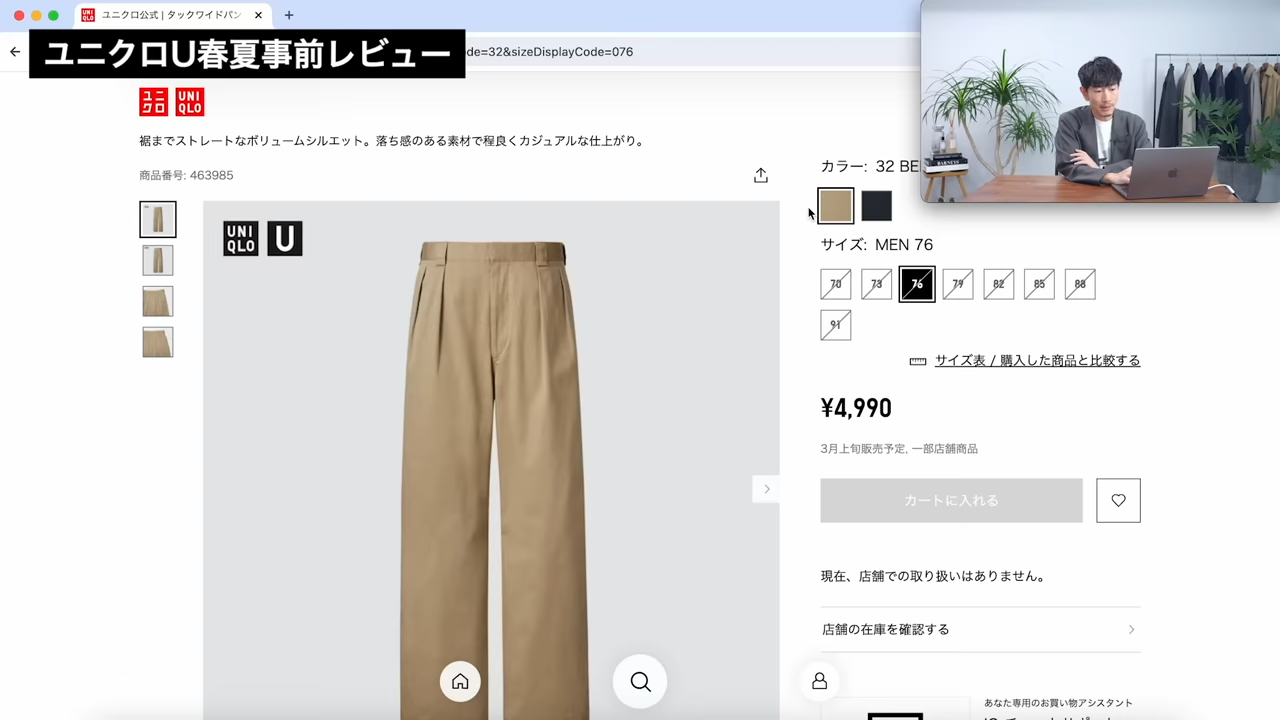 ユニクロ公式 | タックワイドパン
ユニクロU春夏事前レビュー
de=32&sizeDisplayCode=076
ユニクロ UNIQLO
裾までストレートなボリュームシルエット。落ち感のある素材で程良くカジュアルな仕上がり。
商品番号: 463985
UNIQLO U
カラー: 32 BE
サイズ: MEN 76
70 73 76 79 82 85 88
91
サイズ表 / 購入した商品と比較する
¥4,990
3月上旬販売予定, 一部店舗商品
カートに入れる
現在、店舗での取り扱いはありません。
店舗の在庫を確認する
あなた専用のお買い物アシスタント